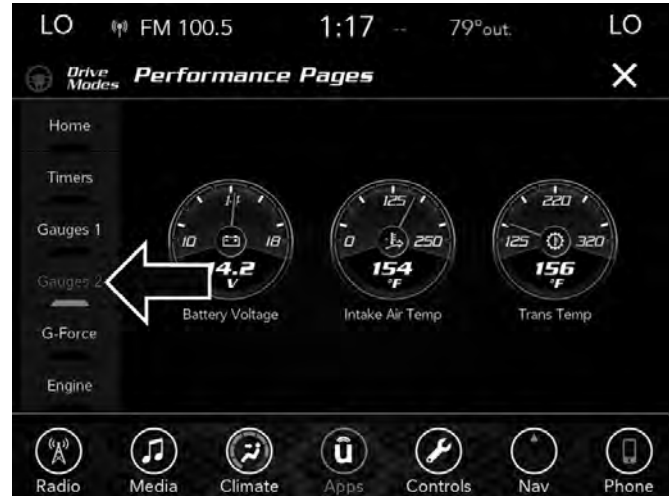 LO FM 100.5 1:17 -- 79°out. LO
Drive Modes Performance Pages X
Home
Timers
Gauges 1
Gauges 2
G-Force
Engine
14
10 18
4.2
V
Battery Voltage
125
0 250
154
°F
Intake Air Temp
220
125 320
156
°F
Trans Temp
Radio Media Climate Apps Controls Nav Phone